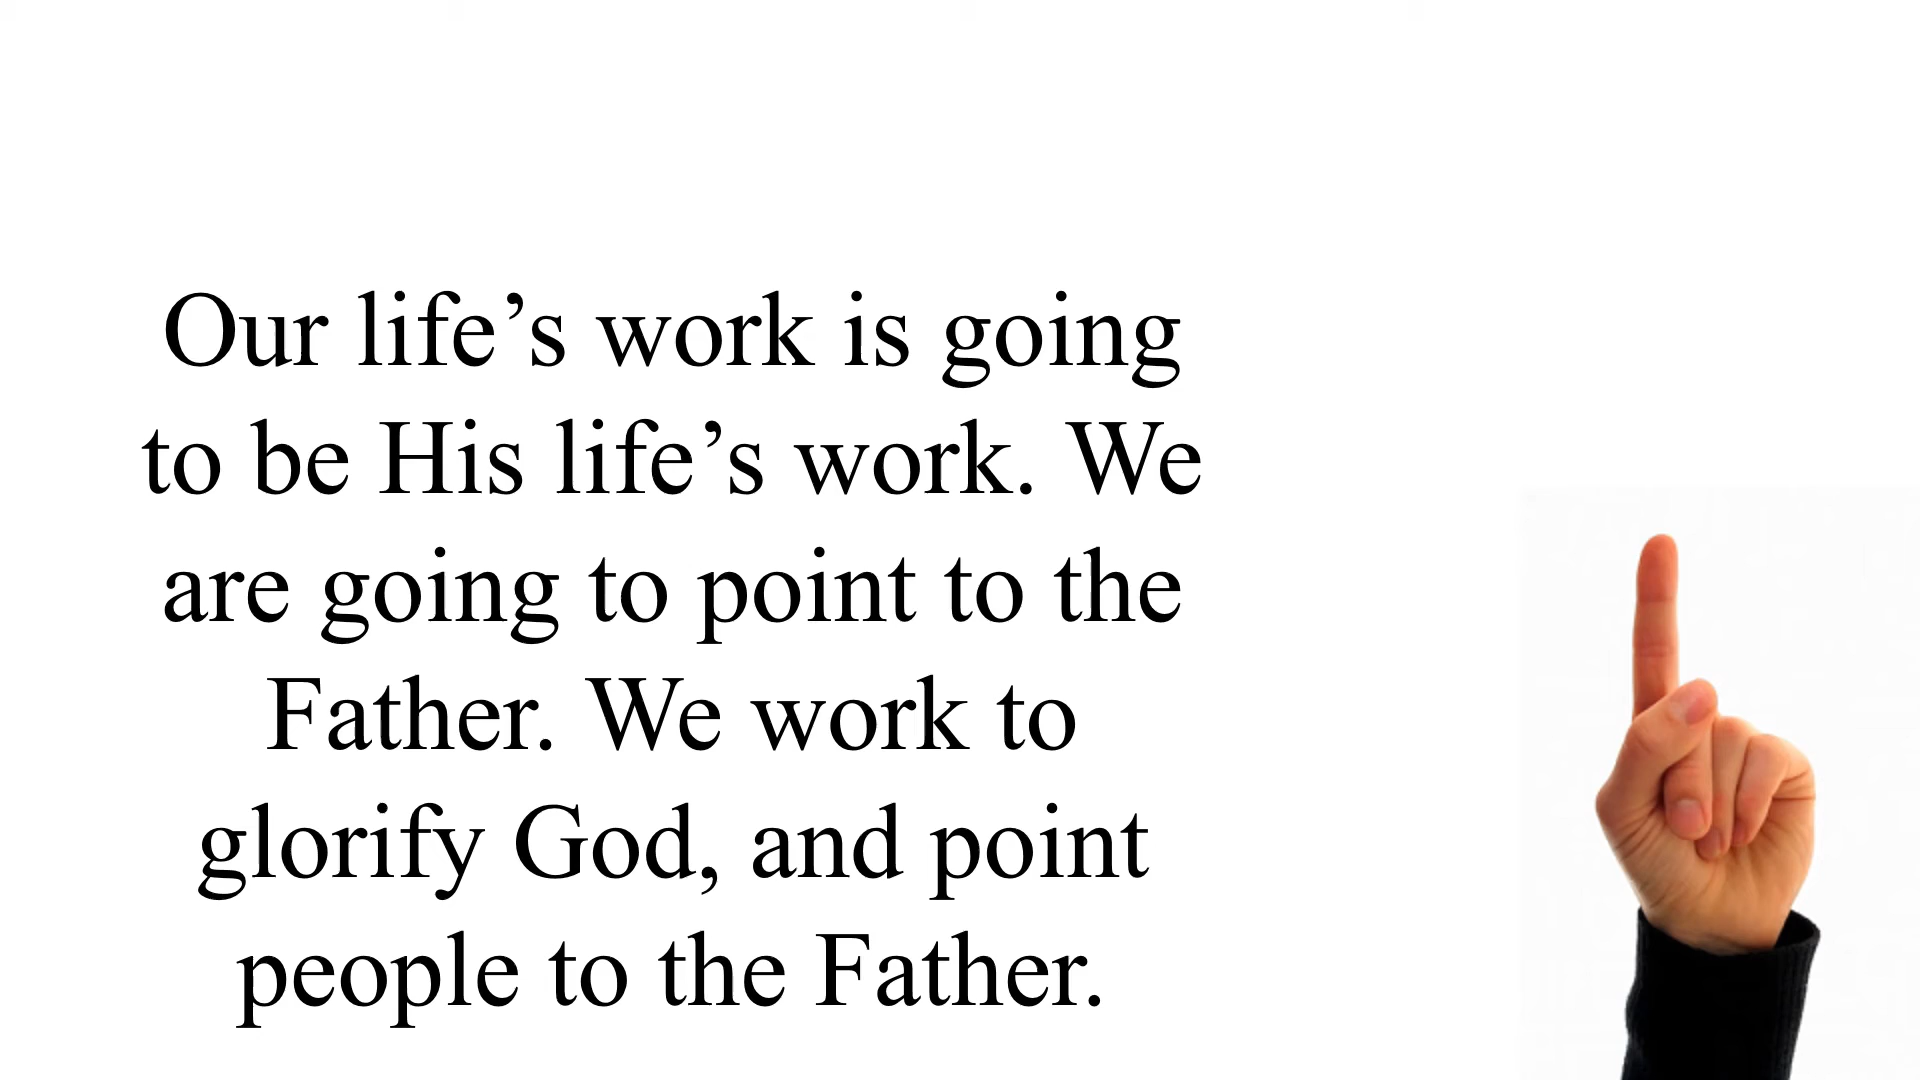 Our life’s work is going
to be His life’s work. We
are going to point to the
Father. We work to
glorify God, and point
people to the Father.